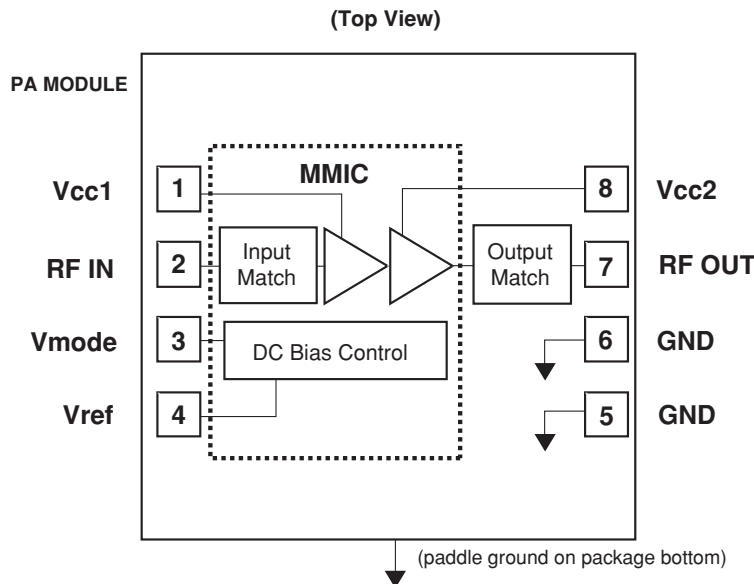 (Top View)
PA MODULE
MMIC
Vcc1
1
8
Vcc2
RF IN
2
Input
Match
Output
Match
7
RF OUT
Vmode
3
DC Bias Control
6
GND
Vref
4
5
GND
(paddle ground on package bottom)